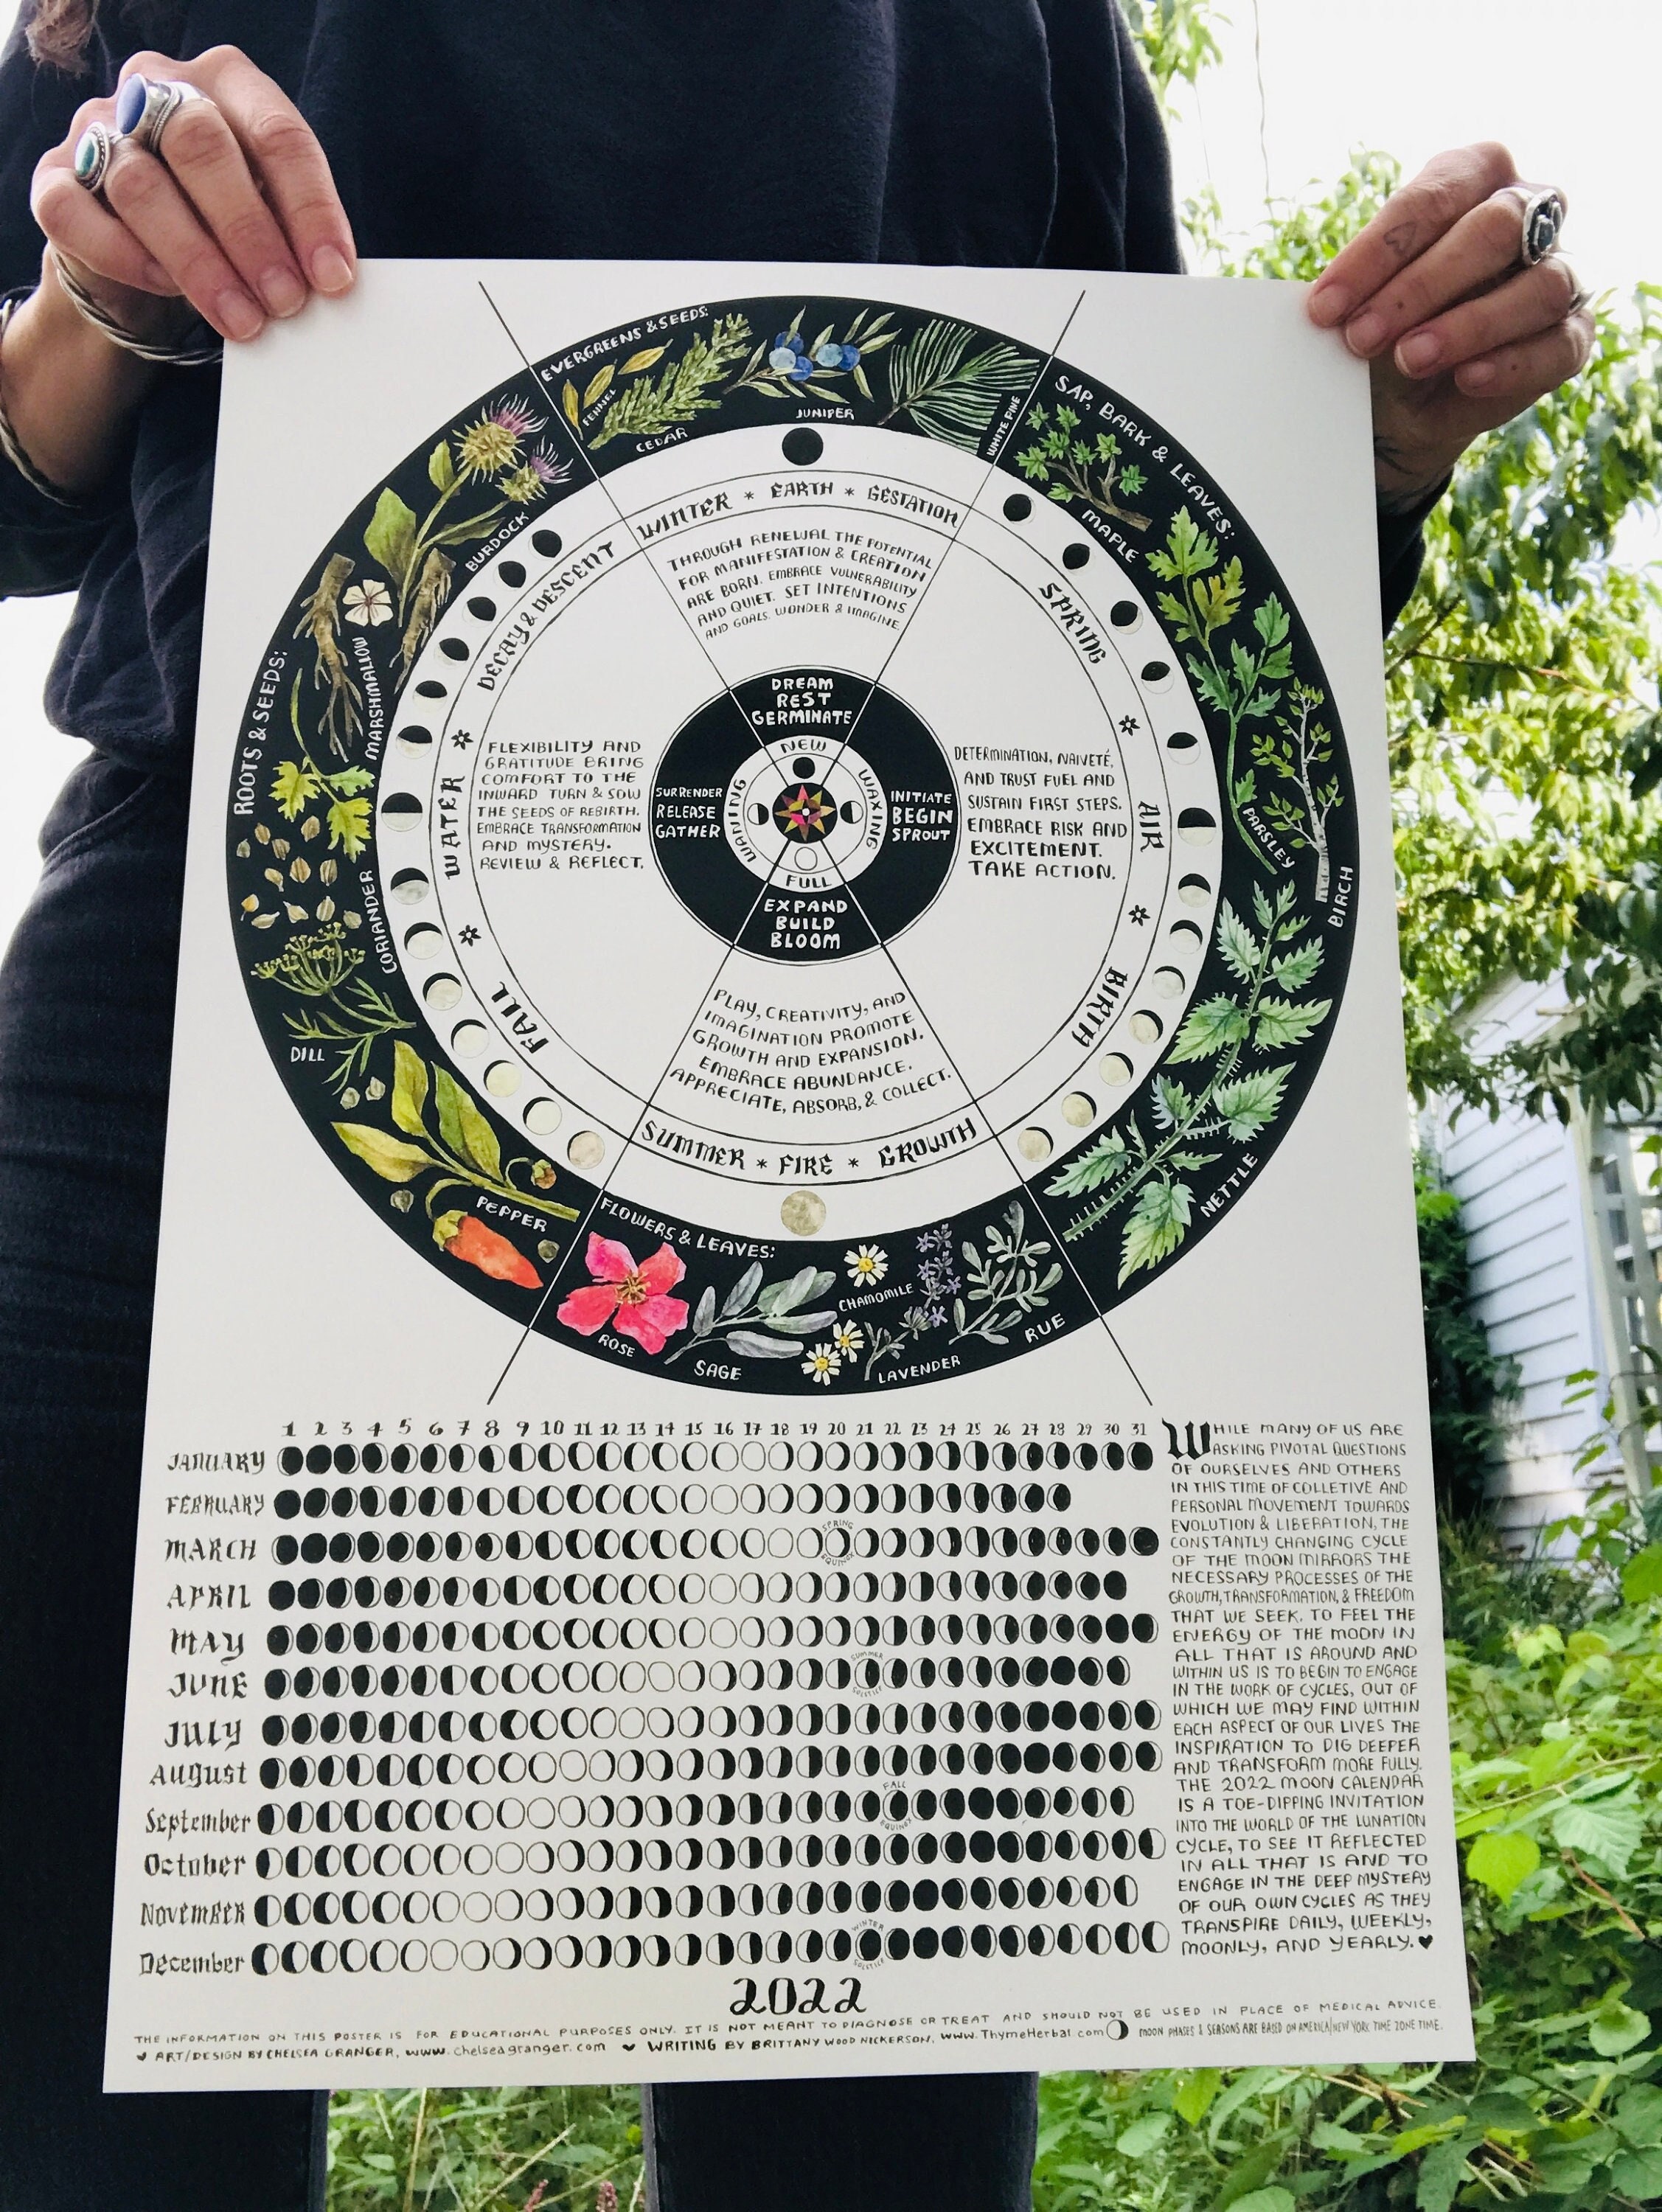 EVERGREENS & SEEDS:
FENNEL
CEDAR
JUNIPER
WHITE PINE
SAP, BARK & LEAVES:
MAPLE
PARSLEY
BIRCH
NETTLE
FLOWERS & LEAVES:
ROSE
SAGE
CHAMOMILE
LAVENDER
RUE
ROOTS & SEEDS:
BURDOCK
MARSHMALLOW
CORIANDER
DILL
PEPPER
WINTER * EARTH * GESTATION
THROUGH RENEWAL THE POTENTIAL
FOR MANIFESTATION & CREATION
ARE BORN. EMBRACE VULNERABILITY
AND QUIET. SET INTENTIONS
AND GOALS. WONDER & IMAGINE.
SPRING * AIR * BIRTH
DETERMINATION, NAIVETÉ,
AND TRUST FUEL AND
SUSTAIN FIRST STEPS.
EMBRACE RISK AND
EXCITEMENT.
TAKE ACTION.
SUMMER * FIRE * GROWTH
PLAY, CREATIVITY, AND
IMAGINATION PROMOTE
GROWTH AND EXPANSION.
EMBRACE ABUNDANCE.
APPRECIATE, ABSORB, & COLLECT.
FALL * WATER * DECAY & DESCENT
FLEXIBILITY AND
GRATITUDE BRING
COMFORT TO THE
INWARD TURN & SOW
THE SEEDS OF REBIRTH.
EMBRACE TRANSFORMATION
AND MYSTERY.
REVIEW & REFLECT.
DREAM
REST
GERMINATE
NEW
INITIATE
BEGIN
SPROUT
WAXING
EXPAND
BUILD
BLOOM
FULL
SURRENDER
RELEASE
GATHER
WANING
1 2 3 4 5 6 7 8 9 10 11 12 13 14 15 16 17 18 19 20 21 22 23 24 25 26 27 28 29 30 31
JANUARY
FEBRUARY
MARCH
SPRING
EQUINOX
APRIL
MAY
JUNE
SUMMER
SOLSTICE
JULY
AUGUST
September
FALL
EQUINOX
October
NOVEMBER
December
WINTER
SOLSTICE
WHILE MANY OF US ARE
ASKING PIVOTAL QUESTIONS
OF OURSELVES AND OTHERS
IN THIS TIME OF COLLETIVE AND
PERSONAL MOVEMENT TOWARDS
EVOLUTION & LIBERATION, THE
CONSTANTLY CHANGING CYCLE
OF THE MOON MIRRORS THE
NECESSARY PROCESSES OF THE
GROWTH, TRANSFORMATION, & FREEDOM
THAT WE SEEK. TO FEEL THE
ENERGY OF THE MOON IN
ALL THAT IS AROUND AND
WITHIN US IS TO BEGIN TO ENGAGE
IN THE WORK OF CYCLES, OUT OF
WHICH WE MAY FIND WITHIN
EACH ASPECT OF OUR LIVES THE
INSPIRATION TO DIG DEEPER
AND TRANSFORM MORE FULLY.
THE 2022 MOON CALENDAR
IS A TOE-DIPPING INVITATION
INTO THE WORLD OF THE LUNATION
CYCLE, TO SEE IT REFLECTED
IN ALL THAT IS AND TO
ENGAGE IN THE DEEP MYSTERY
OF OUR OWN CYCLES AS THEY
TRANSPIRE DAILY, WEEKLY,
MOONLY, AND YEARLY. ♥
2022
THE INFORMATION ON THIS POSTER IS FOR EDUCATIONAL PURPOSES ONLY. IT IS NOT MEANT TO DIAGNOSE OR TREAT AND SHOULD NOT BE USED IN PLACE OF MEDICAL ADVICE.
♥ ART/DESIGN BY CHELSEA GRANGER, www.chelseagranger.com ♥ WRITING BY BRITTANY WOOD NICKERSON, www.ThymeHerbal.com MOON PHASES & SEASONS ARE BASED ON AMERICA/NEW YORK TIME ZONE TIME.